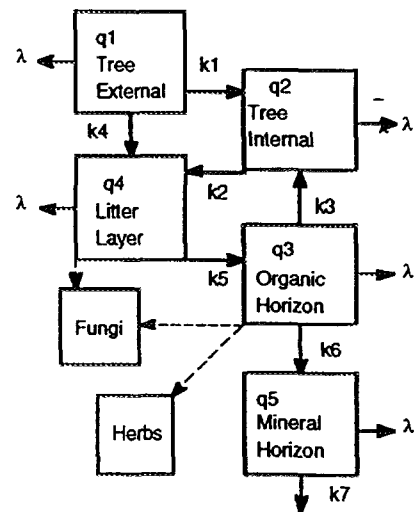 q1
Tree
External
λ
k1
q2
Tree
Internal
λ
k4
k2
k3
q4
Litter
Layer
λ
k5
q3
Organic
Horizon
λ
Fungi
k6
Herbs
q5
Mineral
Horizon
λ
k7